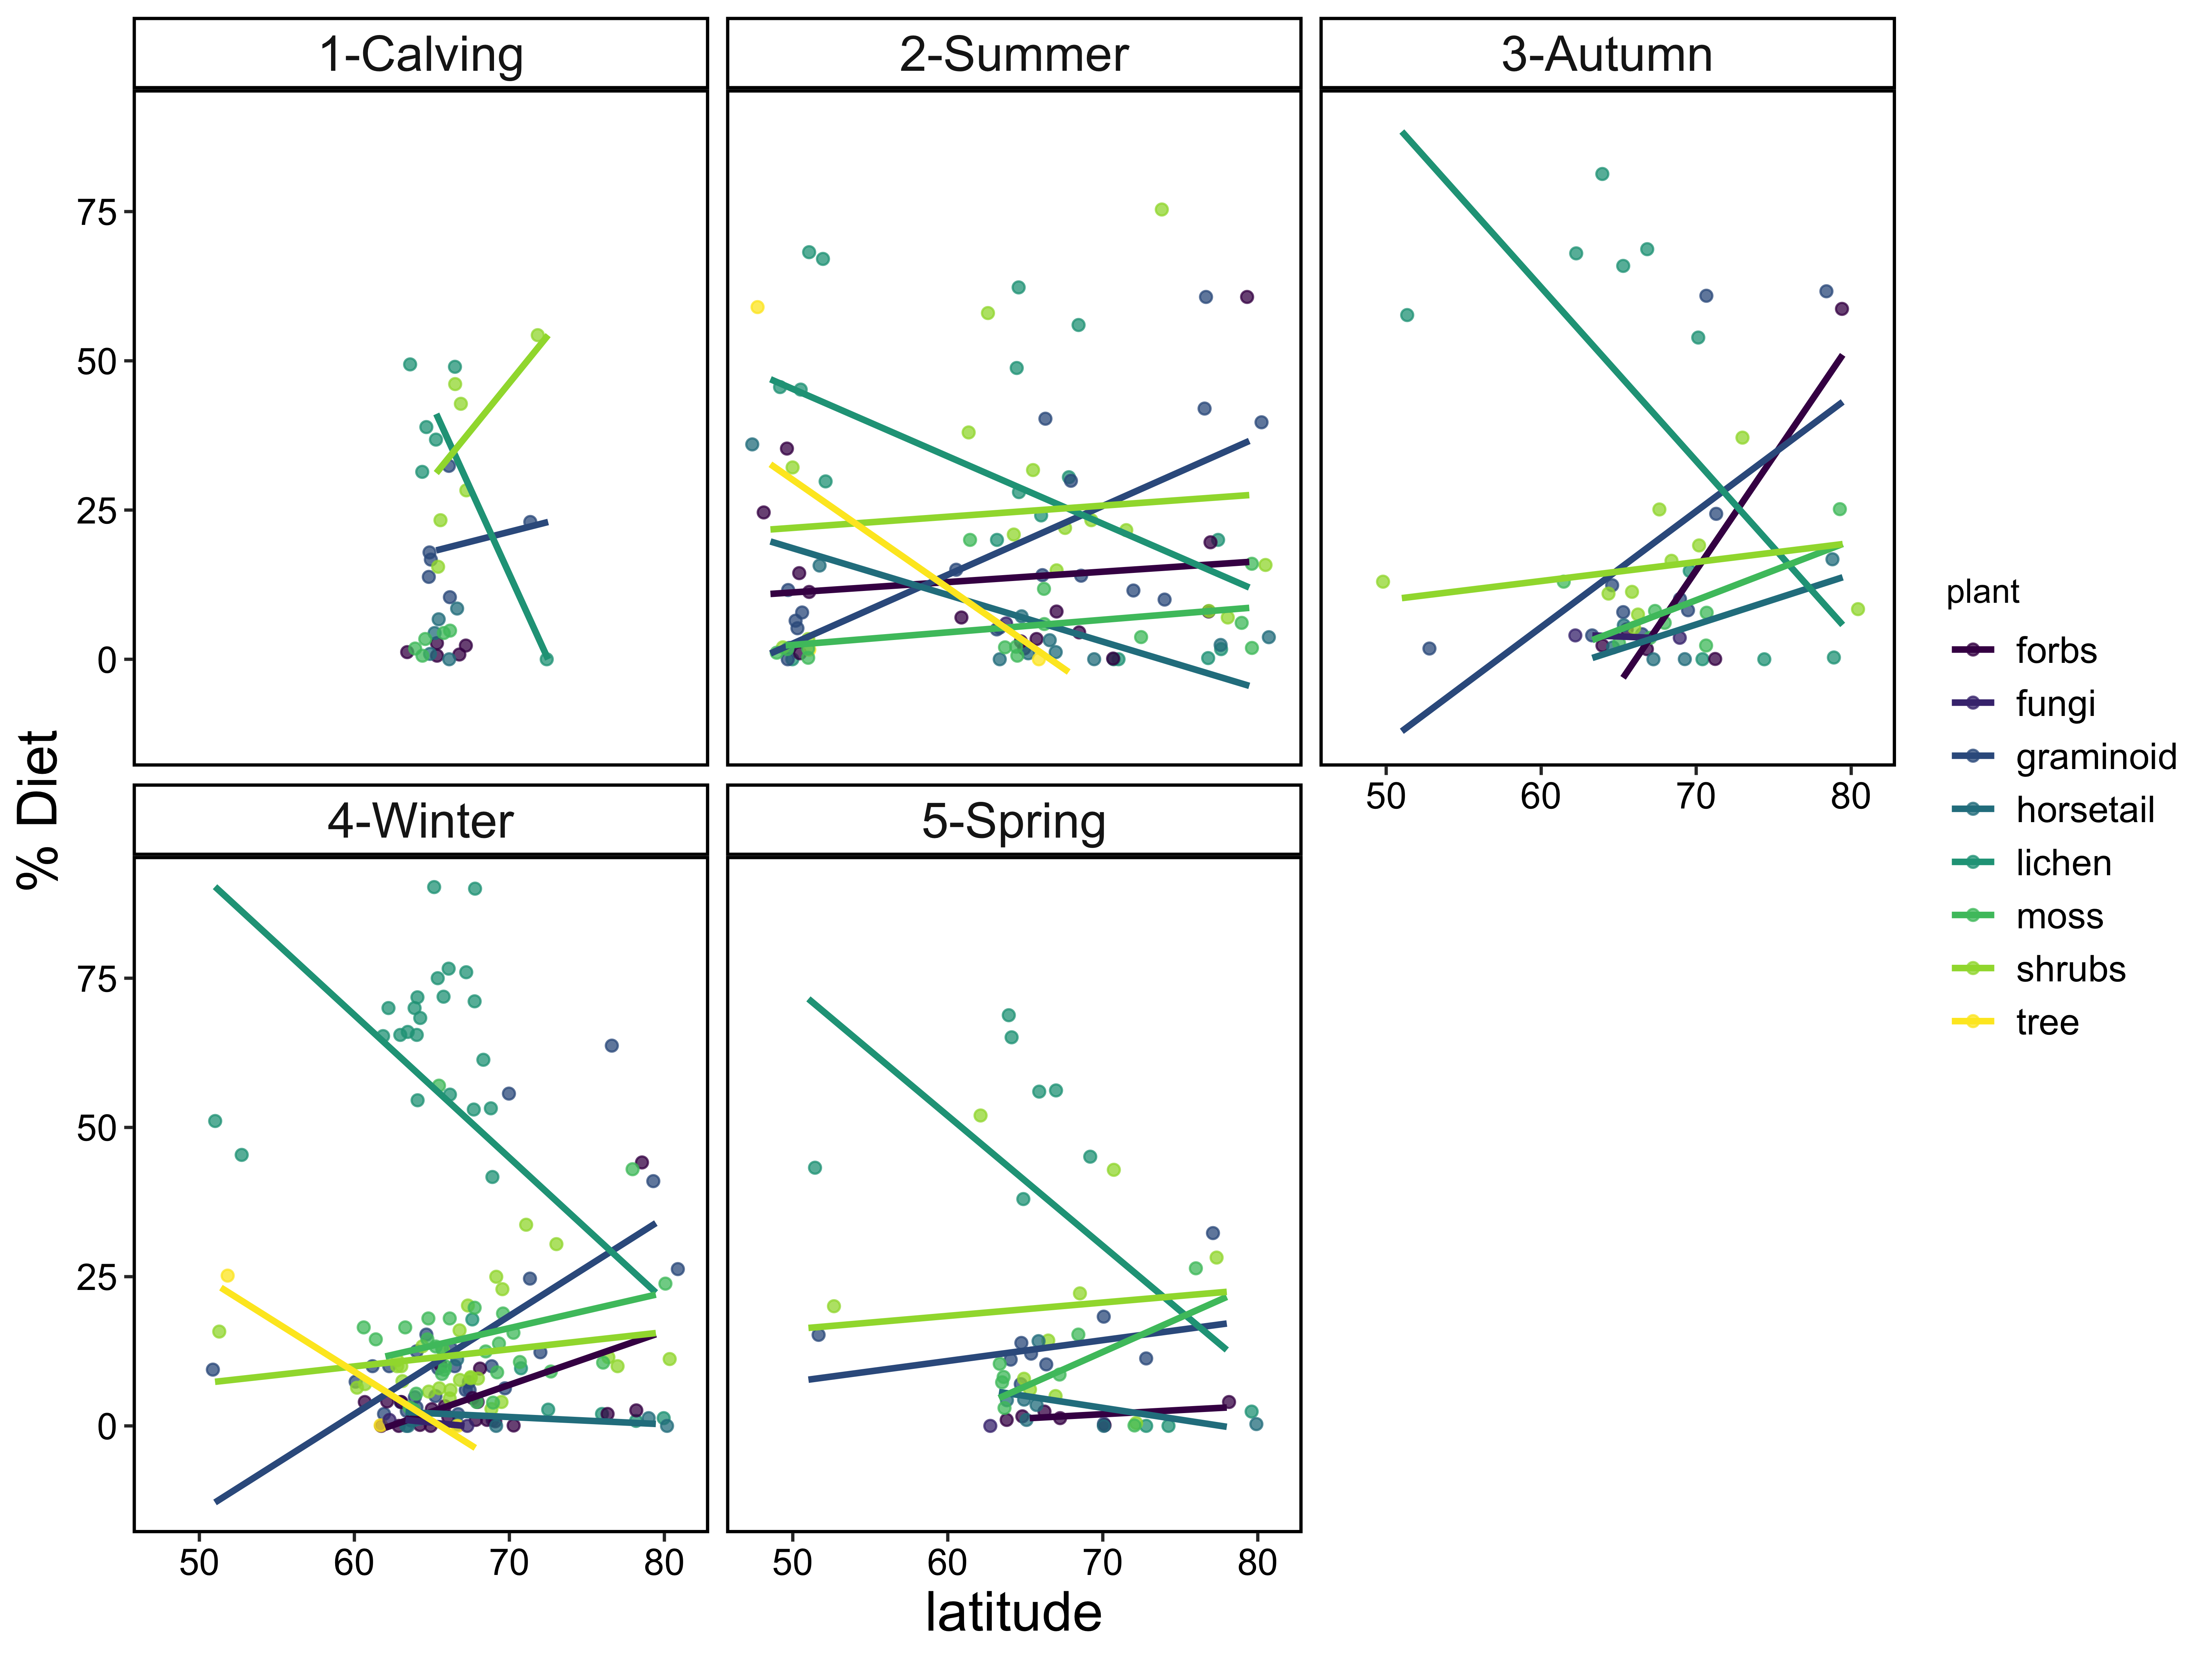 1-Calving
2-Summer
3-Autumn
75
50
25
0
50 60 70 80
4-Winter
5-Spring
75
50
25
0
50 60 70 80
50 60 70 80
latitude
% Diet
plant
forbs
fungi
graminoid
horsetail
lichen
moss
shrubs
tree